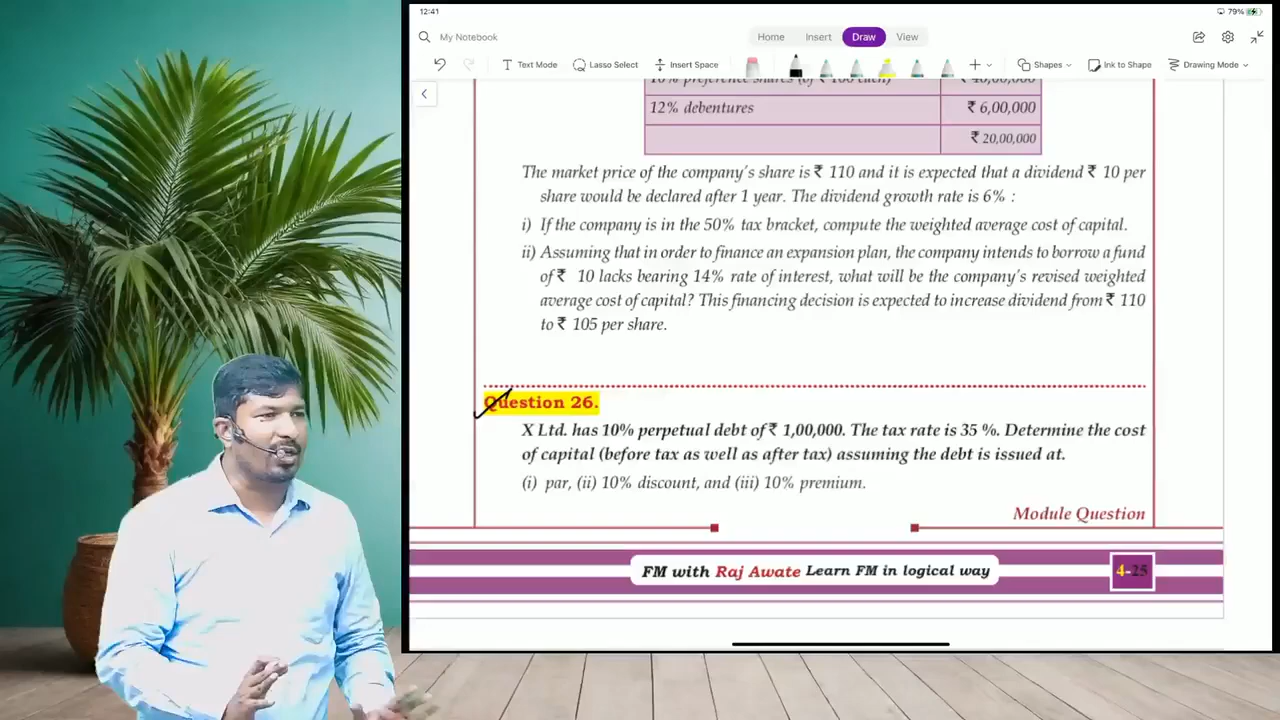 12:41
79%
My Notebook
Home Insert Draw View
Text Mode Lasso Select Insert Space Shapes Ink to Shape Drawing Mode
10% preference shares (of ₹ 100 each)
12% debentures ₹ 6,00,000
₹ 20,00,000
The market price of the company's share is ₹ 110 and it is expected that a dividend ₹ 10 per
share would be declared after 1 year. The dividend growth rate is 6% :
i) If the company is in the 50% tax bracket, compute the weighted average cost of capital.
ii) Assuming that in order to finance an expansion plan, the company intends to borrow a fund
of ₹ 10 lacks bearing 14% rate of interest, what will be the company's revised weighted
average cost of capital? This financing decision is expected to increase dividend from ₹ 110
to ₹ 105 per share.
Question 26.
X Ltd. has 10% perpetual debt of ₹ 1,00,000. The tax rate is 35 %. Determine the cost
of capital (before tax as well as after tax) assuming the debt is issued at.
(i) par, (ii) 10% discount, and (iii) 10% premium.
Module Question
FM with Raj Awate Learn FM in logical way
4-25